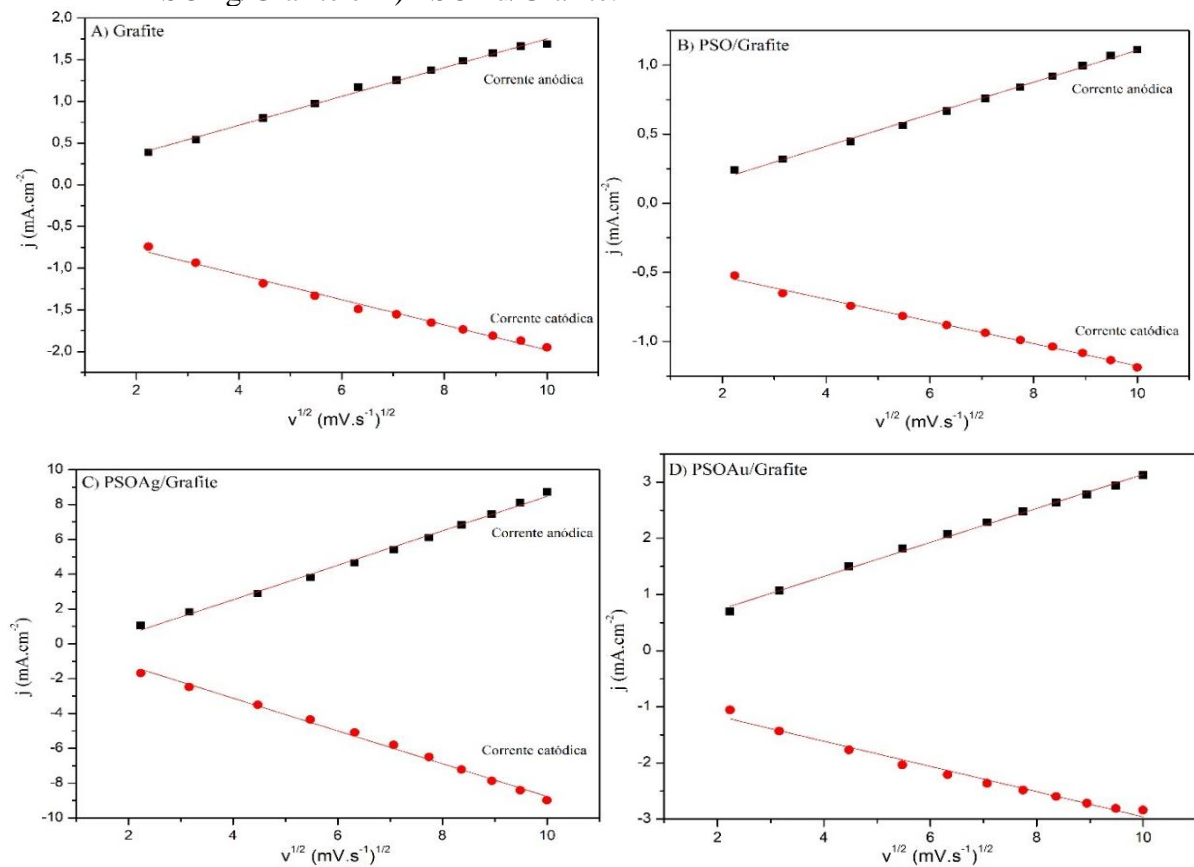 A) Grafite
2,0
1,5
1,0
0,5
0,0
-0,5
-1,0
-1,5
-2,0
j (mA.cm⁻²)
Corrente anódica
Corrente catódica
2 4 6 8 10
v^1/2 (mV.s⁻¹)^1/2
B) PSO/Grafite
1,0
0,5
0,0
-0,5
-1,0
j (mA.cm⁻²)
Corrente anódica
Corrente catódica
2 4 6 8 10
v^1/2 (mV.s⁻¹)^1/2
C) PSOAg/Grafite
10
8
6
4
2
0
-2
-4
-6
-8
-10
j (mA.cm⁻²)
Corrente anódica
Corrente catódica
2 4 6 8 10
v^1/2 (mV.s⁻¹)^1/2
D) PSOAu/Grafite
3
2
1
0
-1
-2
-3
j (mA.cm⁻²)
2 4 6 8 10
v^1/2 (mV.s⁻¹)^1/2